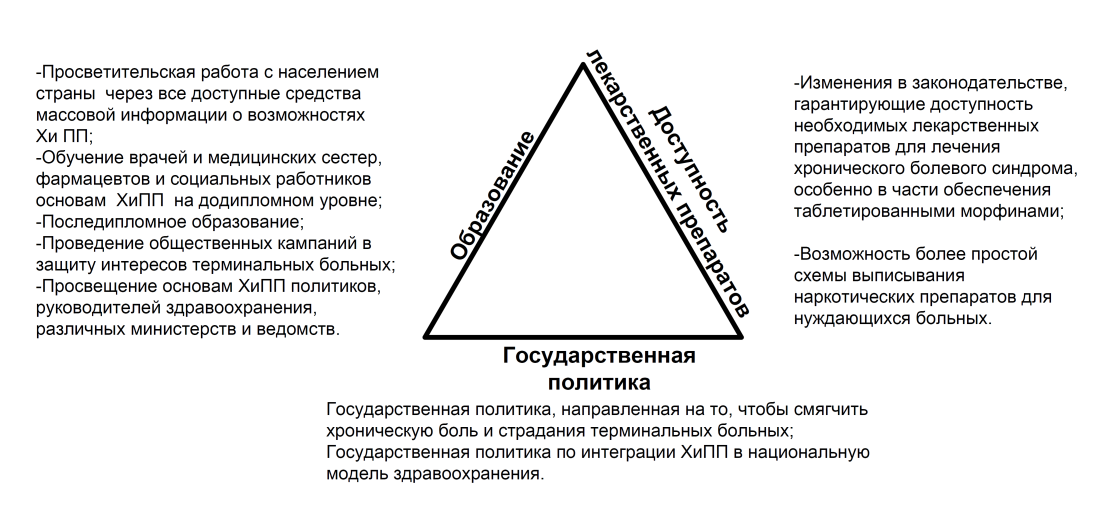 -Просветительская работа с населением
страны через все доступные средства
массовой информации о возможностях
Хи ПП;
-Обучение врачей и медицинских сестер,
фармацевтов и социальных работников
основам ХиПП на додипломном уровне;
-Последипломное образование;
-Проведение общественных кампаний в
защиту интересов терминальных больных;
-Просвещение основам ХиПП политиков,
руководителей здравоохранения,
различных министерств и ведомств.
Образование
Доступность
лекарственных препаратов
-Изменения в законодательстве,
гарантирующие доступность
необходимых лекарственных
препаратов для лечения
хронического болевого синдрома,
особенно в части обеспечения
таблетированными морфинами;
-Возможность более простой
схемы выписывания
наркотических препаратов для
нуждающихся больных.
Государственная
политика
Государственная политика, направленная на то, чтобы смягчить
хроническую боль и страдания терминальных больных;
Государственная политика по интеграции ХиПП в национальную
модель здравоохранения.